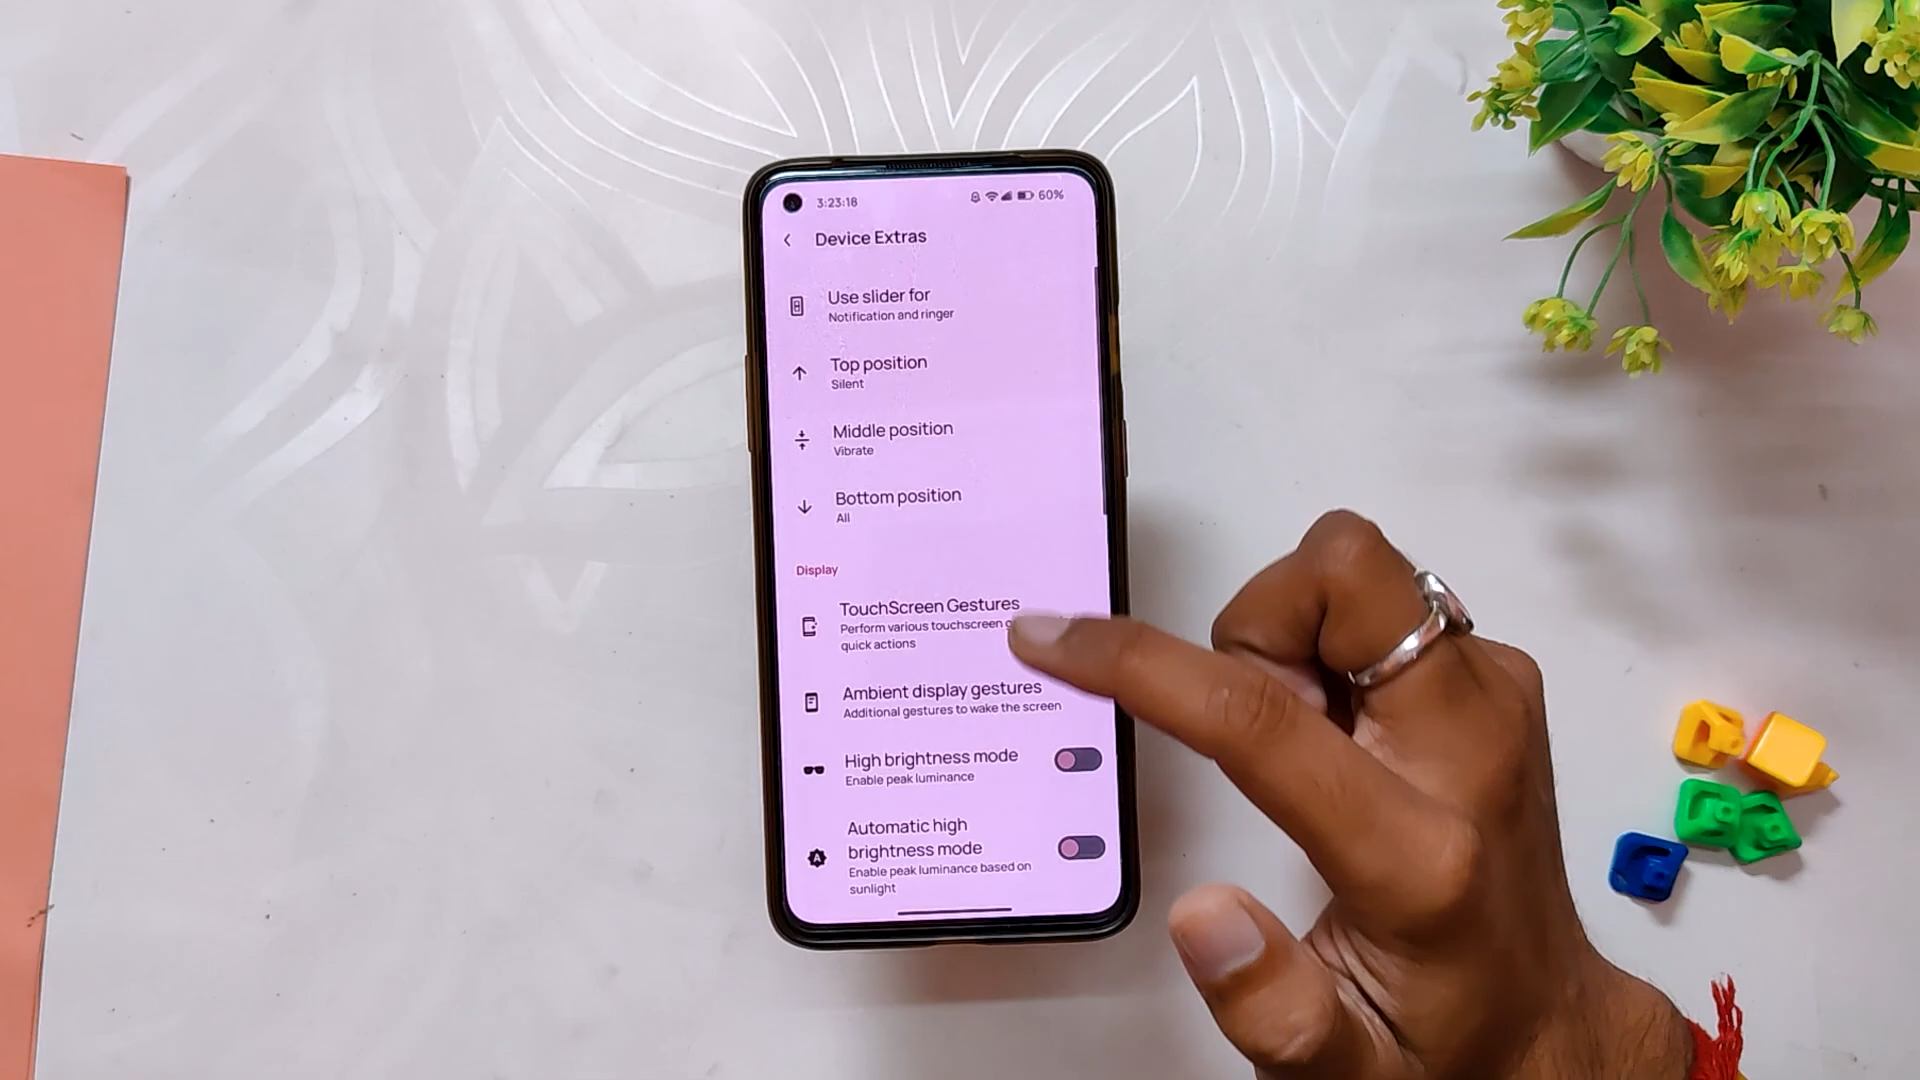 3:23:18
60%
Device Extras
Use slider for
Notification and ringer
Top position
Silent
Middle position
Vibrate
Bottom position
All
Display
TouchScreen Gestures
Perform various touchscreen
quick actions
Ambient display gestures
Additional gestures to wake the screen
High brightness mode
Enable peak luminance
Automatic high
brightness mode
Enable peak luminance based on
sunlight